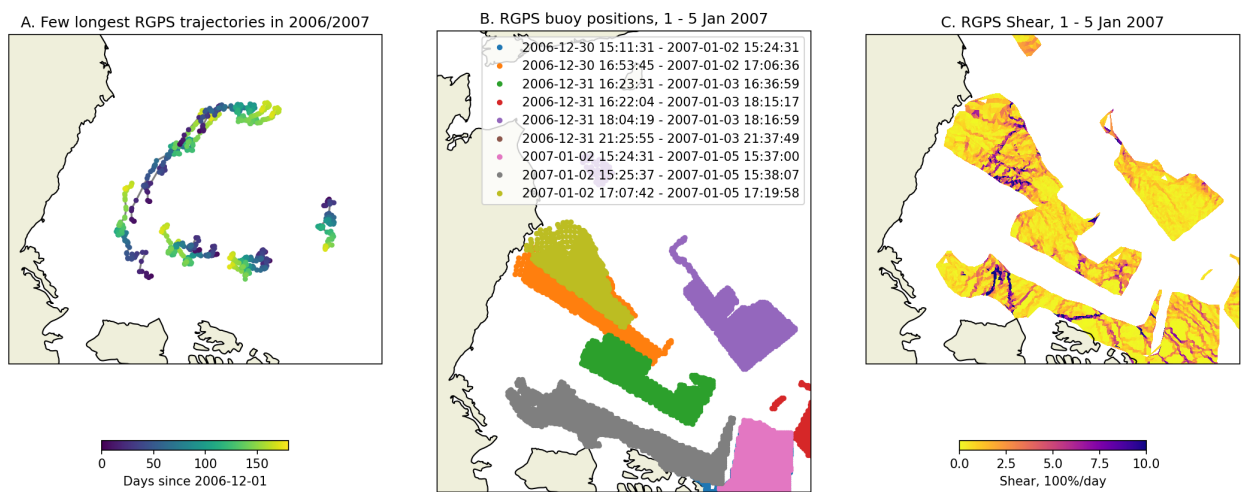 A. Few longest RGPS trajectories in 2006/2007
B. RGPS buoy positions, 1 - 5 Jan 2007
C. RGPS Shear, 1 - 5 Jan 2007
2006-12-30 15:11:31 - 2007-01-02 15:24:31
2006-12-30 16:53:45 - 2007-01-02 17:06:36
2006-12-31 16:23:31 - 2007-01-03 16:36:59
2006-12-31 16:22:04 - 2007-01-03 18:15:17
2006-12-31 18:04:19 - 2007-01-03 18:16:59
2006-12-31 21:25:55 - 2007-01-03 21:37:49
2007-01-02 15:24:31 - 2007-01-05 15:37:00
2007-01-02 15:25:37 - 2007-01-05 15:38:07
2007-01-02 17:07:42 - 2007-01-05 17:19:58
0 50 100 150
Days since 2006-12-01
0.0 2.5 5.0 7.5 10.0
Shear, 100%/day